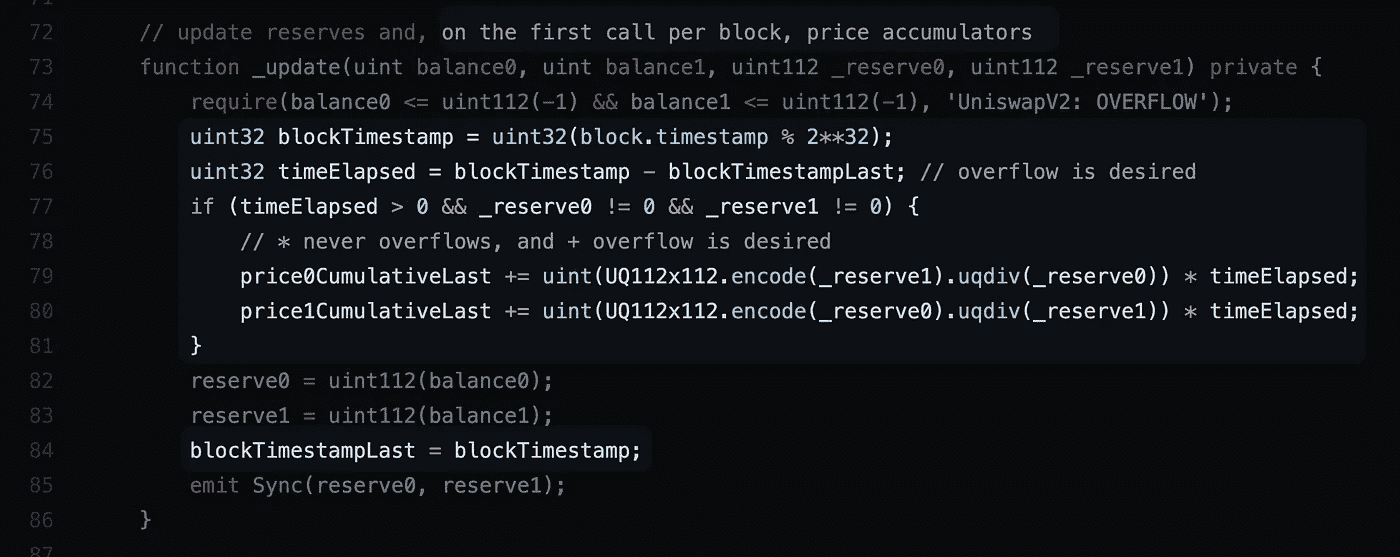 71
72 // update reserves and, on the first call per block, price accumulators
73 function _update(uint balance0, uint balance1, uint112 _reserve0, uint112 _reserve1) private {
74 require(balance0 <= uint112(-1) && balance1 <= uint112(-1), 'UniswapV2: OVERFLOW');
75 uint32 blockTimestamp = uint32(block.timestamp % 2**32);
76 uint32 timeElapsed = blockTimestamp - blockTimestampLast; // overflow is desired
77 if (timeElapsed > 0 && _reserve0 != 0 && _reserve1 != 0) {
78 // * never overflows, and + overflow is desired
79 price0CumulativeLast += uint(UQ112x112.encode(_reserve1).uqdiv(_reserve0)) * timeElapsed;
80 price1CumulativeLast += uint(UQ112x112.encode(_reserve0).uqdiv(_reserve1)) * timeElapsed;
81 }
82 reserve0 = uint112(balance0);
83 reserve1 = uint112(balance1);
84 blockTimestampLast = blockTimestamp;
85 emit Sync(reserve0, reserve1);
86 }
87